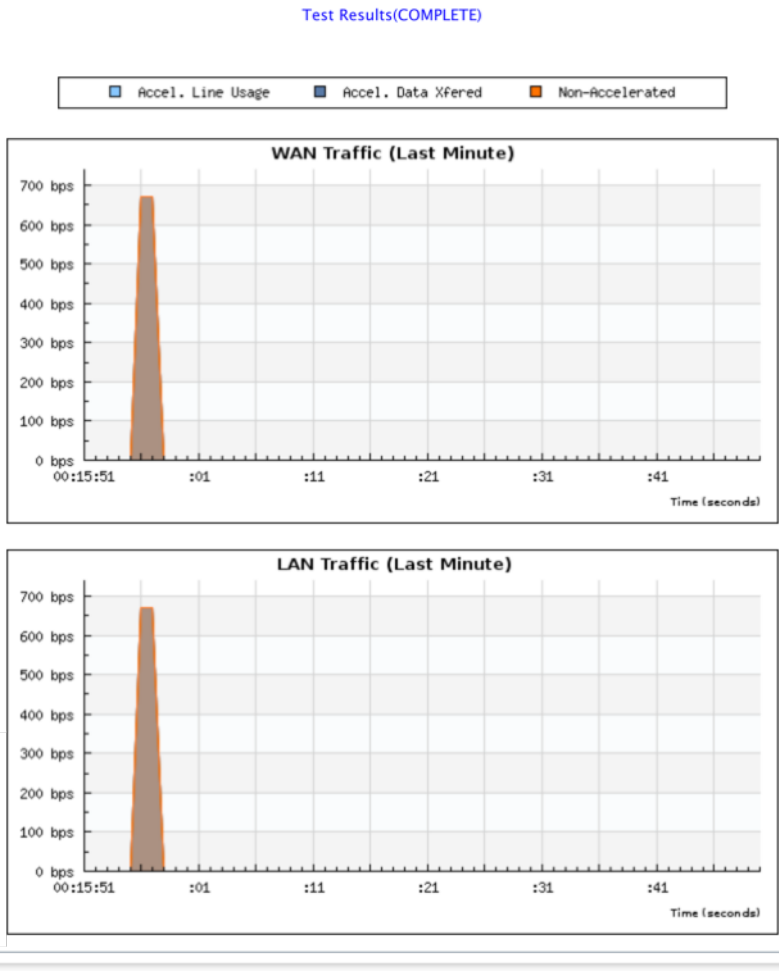 Test Results(COMPLETE)
Accel. Line Usage Accel. Data Xfered Non-Accelerated
WAN Traffic (Last Minute)
700 bps
600 bps
500 bps
400 bps
300 bps
200 bps
100 bps
0 bps
00:15:51 :01 :11 :21 :31 :41
Time (seconds)
LAN Traffic (Last Minute)
700 bps
600 bps
500 bps
400 bps
300 bps
200 bps
100 bps
0 bps
00:15:51 :01 :11 :21 :31 :41
Time (seconds)